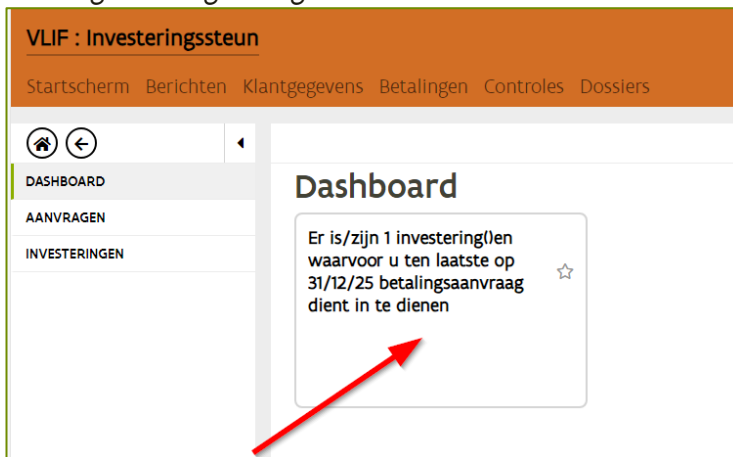 VLIF : Investeringssteun
Startscherm Berichten Klantgegevens Betalingen Controles Dossiers
DASHBOARD
AANVRAGEN
INVESTERINGEN
Dashboard
Er is/zijn 1 investering()en
waarvoor u ten laatste op
31/12/25 betalingsaanvraag
dient in te dienen